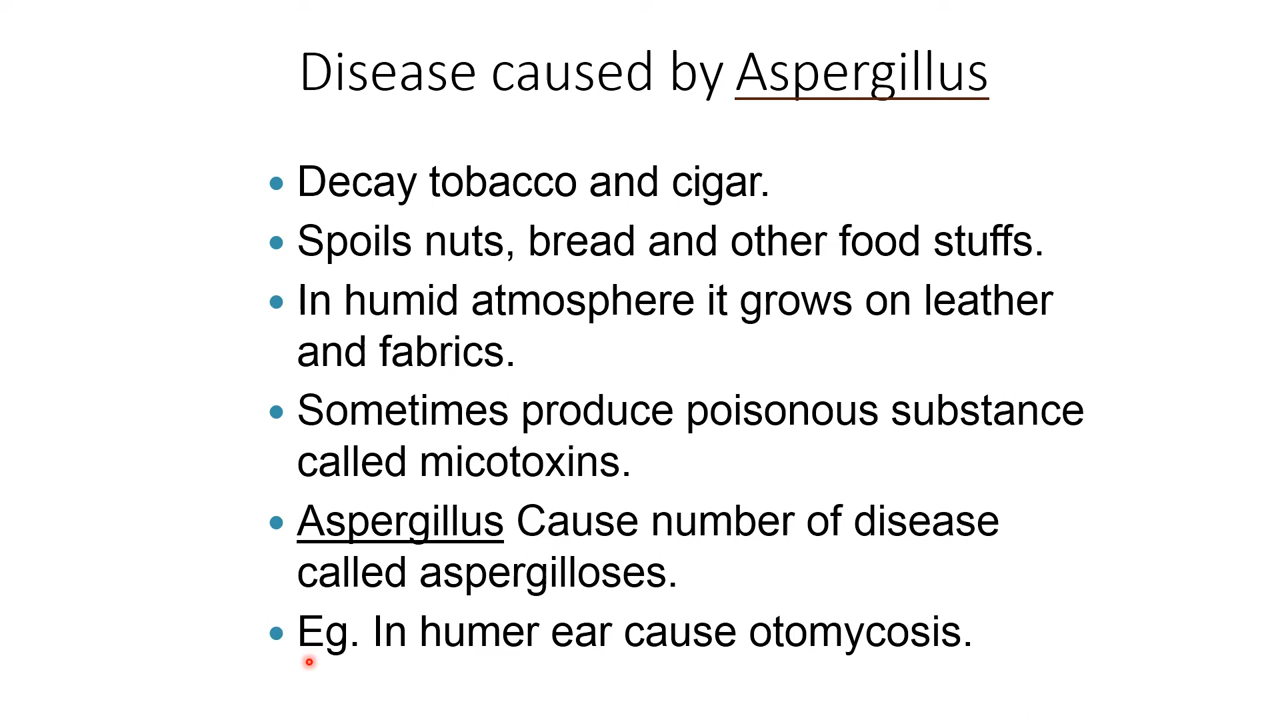 Disease caused by Aspergillus
• Decay tobacco and cigar.
• Spoils nuts, bread and other food stuffs.
• In humid atmosphere it grows on leather
and fabrics.
• Sometimes produce poisonous substance
called micotoxins.
• Aspergillus Cause number of disease
called aspergilloses.
• Eg. In humer ear cause otomycosis.